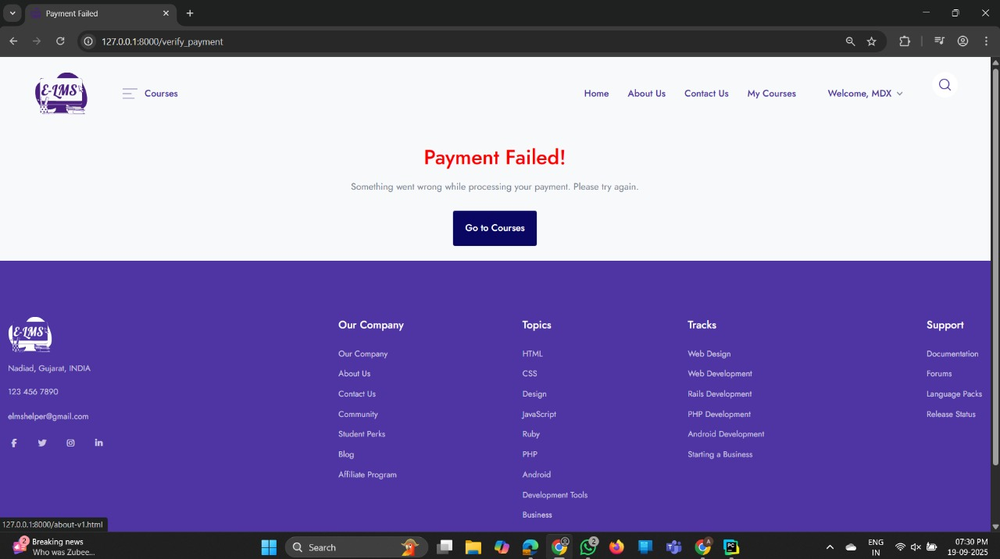 Payment Failed
127.0.0.1:8000/verify_payment
E-LMS
Courses
Home
About Us
Contact Us
My Courses
Welcome, MDX
Payment Failed!
Something went wrong while processing your payment. Please try again.
Go to Courses
E-LMS
Nadiad, Gujarat, INDIA
123 456 7890
elmshelper@gmail.com
Our Company
Our Company
About Us
Contact Us
Community
Student Perks
Blog
Affiliate Program
Topics
HTML
CSS
Design
JavaScript
Ruby
PHP
Android
Development Tools
Business
Tracks
Web Design
Web Development
Rails Development
PHP Development
Android Development
Starting a Business
Support
Documentation
Forums
Language Packs
Release Status
127.0.0.1:8000/about-v1.html
2
Breaking news
Who was Zubee...
Search
2
A
PC
ENG
IN
07:30 PM
19-09-2025